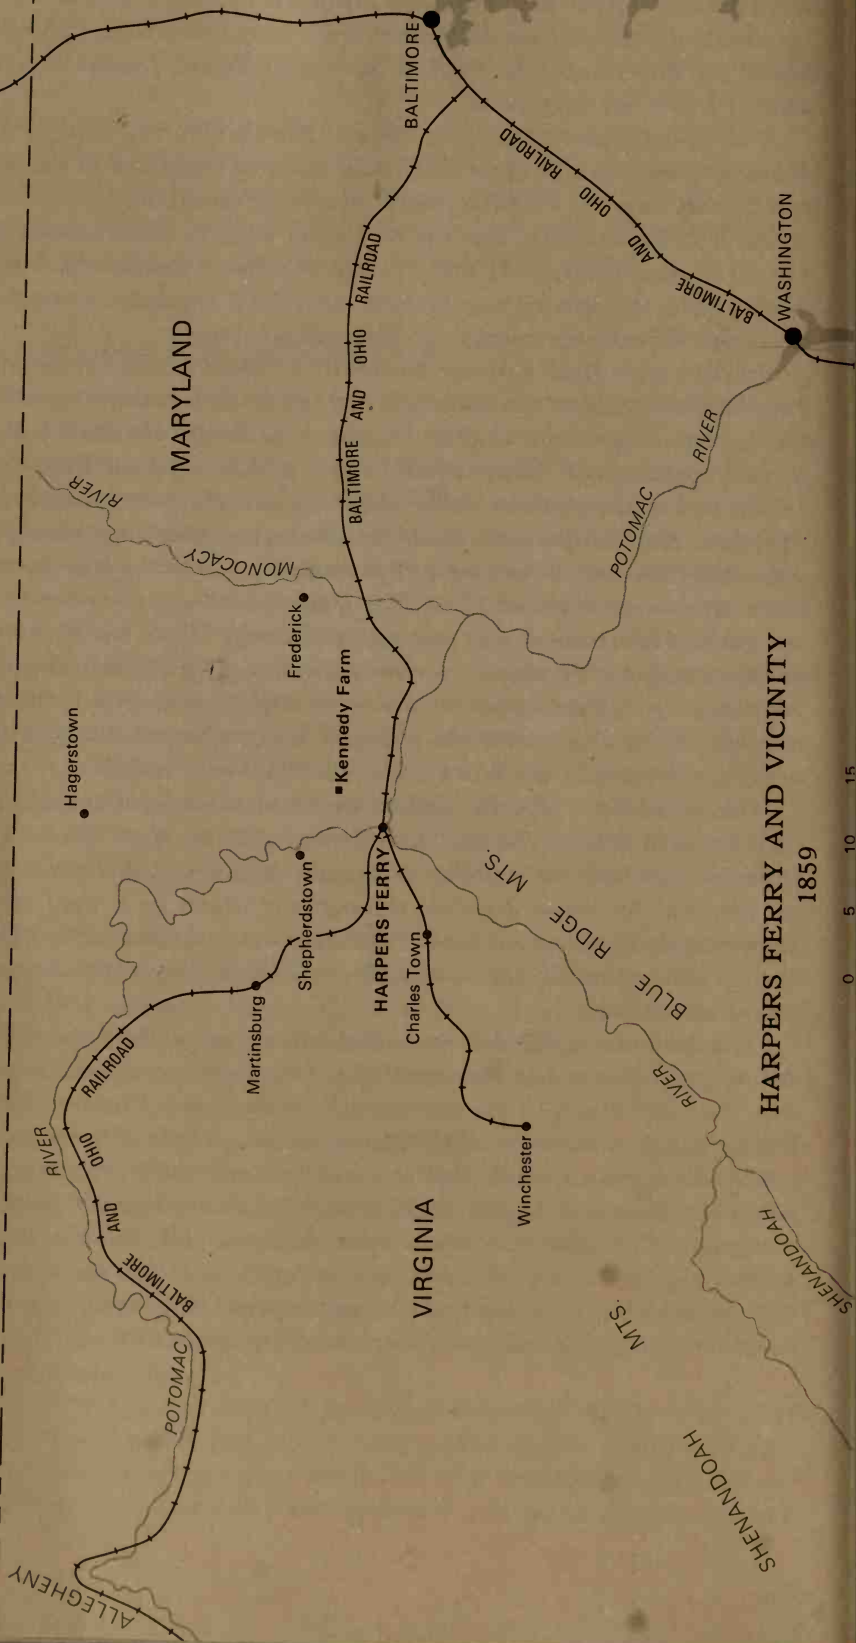 ALLEGHENY
POTOMAC
RIVER
BALTIMORE
AND
OHIO
RAILROAD
Hagerstown
MARYLAND
MONOCACY
RIVER
Frederick
Martinsburg
Shepherdstown
Kennedy Farm
HARPERS FERRY
Charles Town
Winchester
BALTIMORE AND OHIO RAILROAD
BALTIMORE
BALTIMORE
AND
OHIO
RAILROAD
WASHINGTON
POTOMAC
RIVER
VIRGINIA
BLUE
RIDGE
MTS.
SHENANDOAH
RIVER
SHENANDOAH
MTS.
HARPERS FERRY AND VICINITY
1859
0 5 10 15